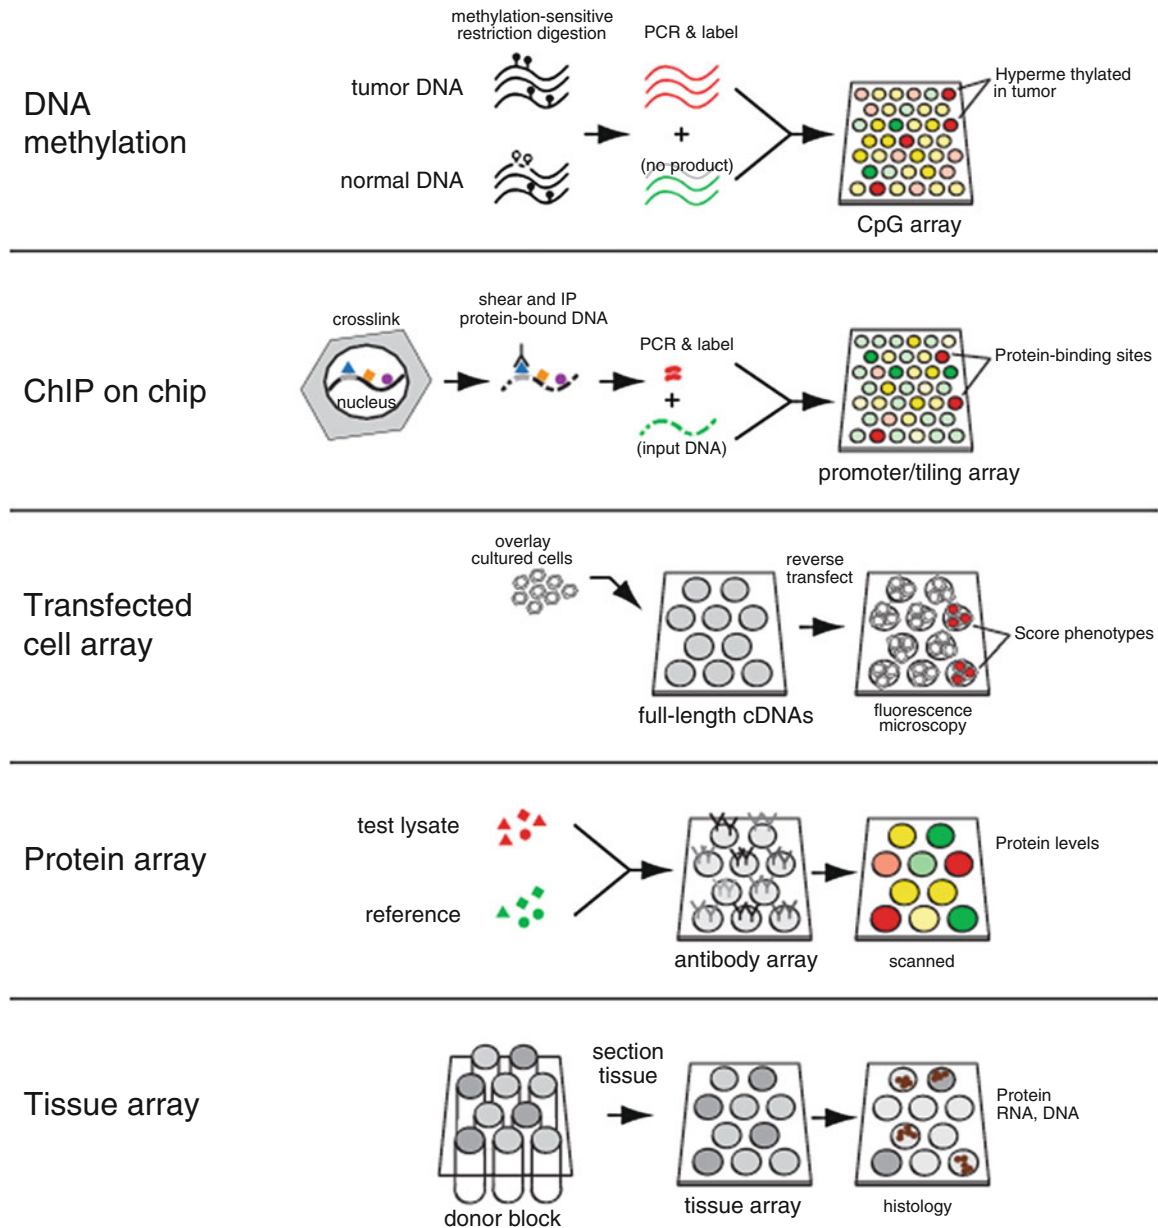 DNA
methylation
methylation-sensitive
restriction digestion
PCR & label
tumor DNA
normal DNA
+
(no product)
Hyperme thylated
in tumor
CpG array
ChIP on chip
crosslink
nucleus
shear and IP
protein-bound DNA
PCR & label
+
(input DNA)
Protein-binding sites
promoter/tiling array
Transfected
cell array
overlay
cultured cells
full-length cDNAs
reverse
transfect
Score phenotypes
fluorescence
microscopy
Protein array
test lysate
reference
antibody array
Protein levels
scanned
Tissue array
donor block
section
tissue
tissue array
Protein
RNA, DNA
histology